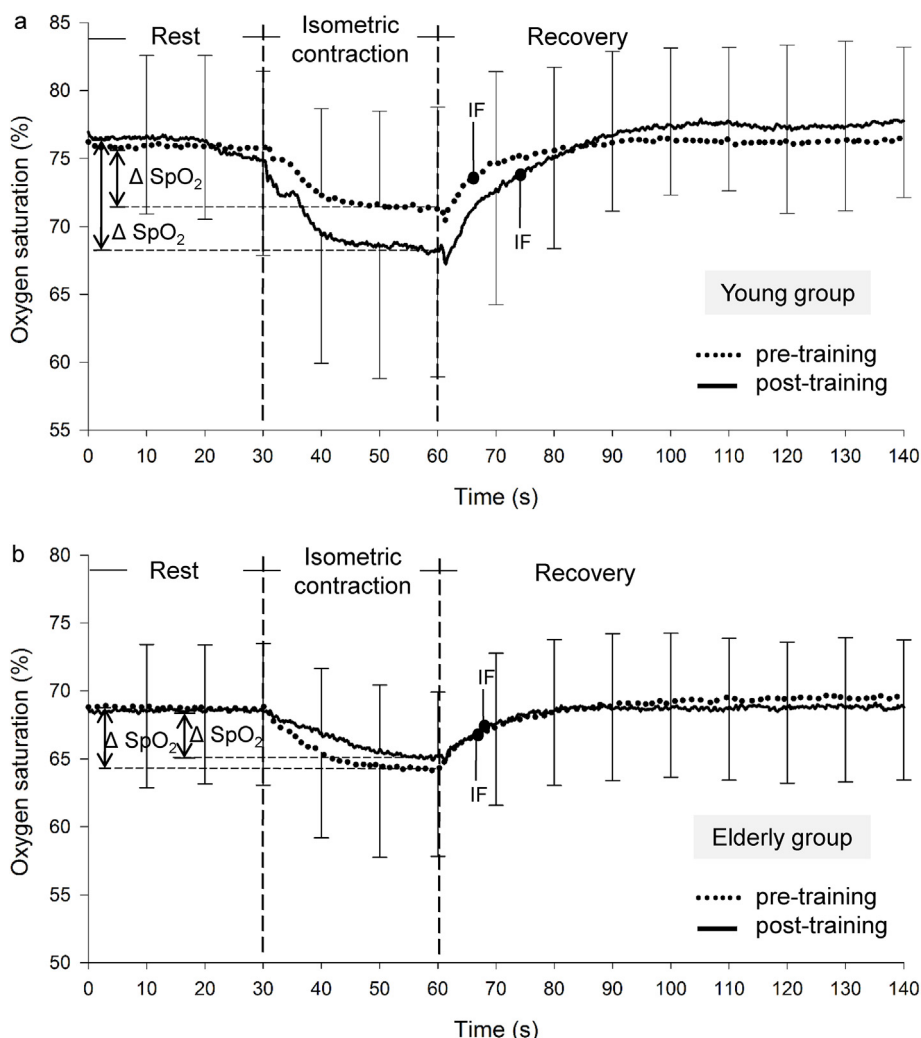 a
85
80
75
70
65
60
55
Oxygen saturation (%)
Rest
Isometric
contraction
Recovery
IF
IF
Δ SpO₂
Δ SpO₂
Young group
pre-training
post-training
0 10 20 30 40 50 60 70 80 90 100 110 120 130 140
Time (s)
b
80
75
70
65
60
55
50
Oxygen saturation (%)
Rest
Isometric
contraction
Recovery
IF
IF
Δ SpO₂
Δ SpO₂
Elderly group
pre-training
post-training
0 10 20 30 40 50 60 70 80 90 100 110 120 130 140
Time (s)